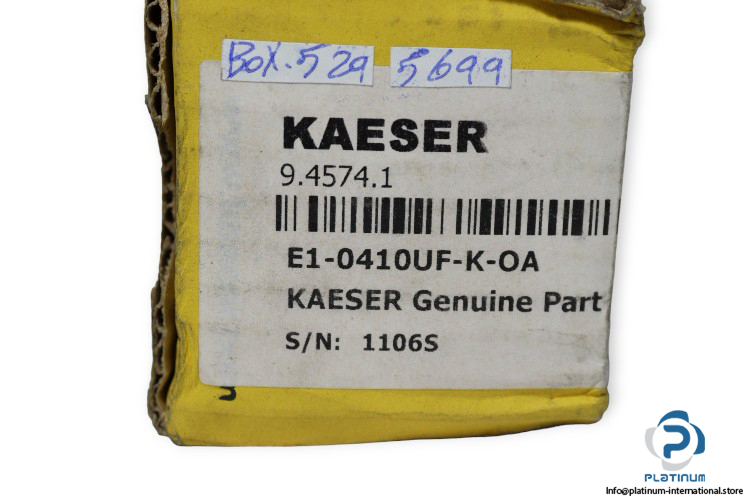 BOX.529 5699
KAESER
9.4574.1
E1-0410UF-K-OA
KAESER Genuine Part
S/N: 1106S
PLATINUM
Info@platinum-international.store